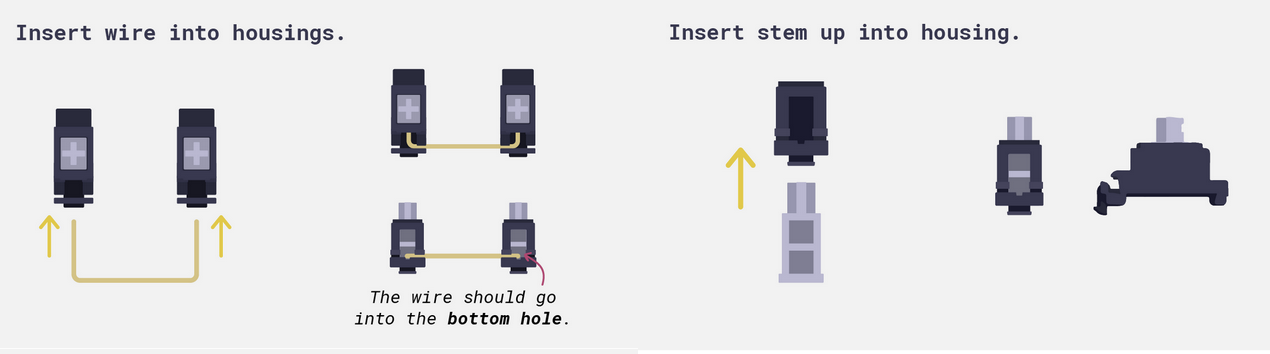 Insert wire into housings.
The wire should go
into the bottom hole.
Insert stem up into housing.